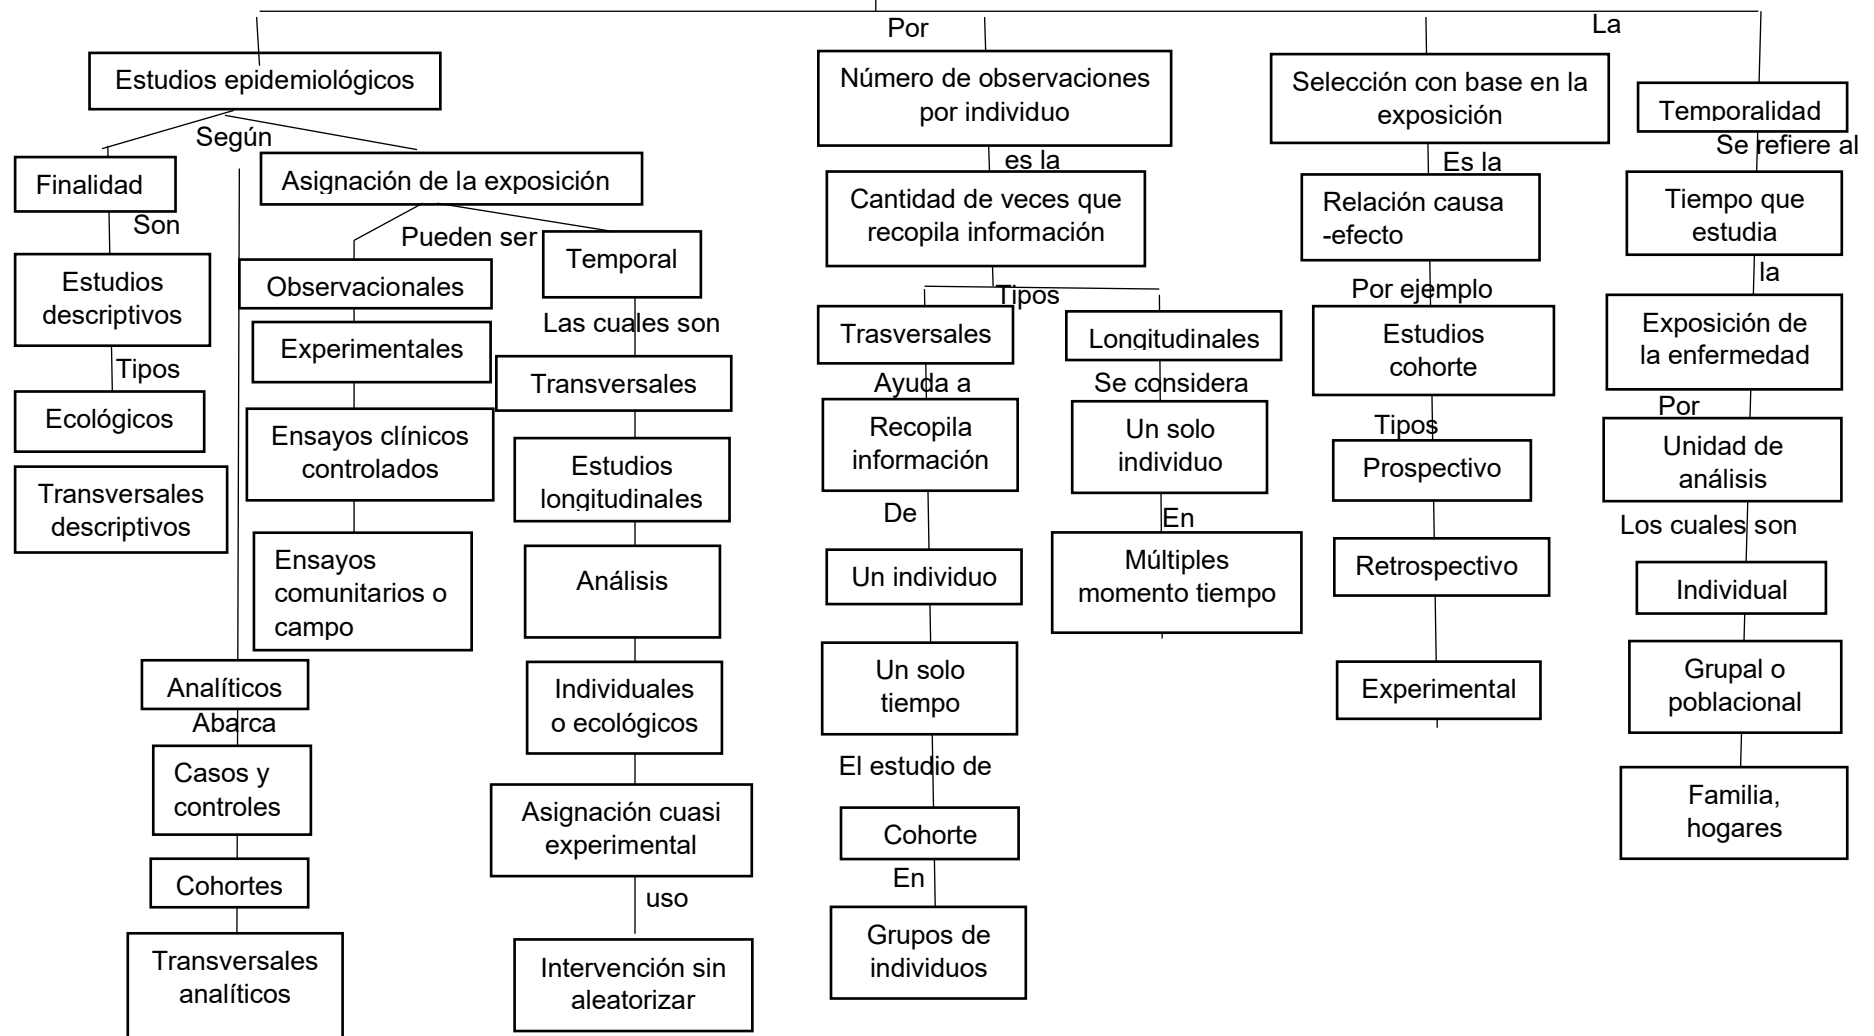 Por
La
Estudios epidemiológicos
Según
Finalidad
Son
Estudios
descriptivos
Tipos
Ecológicos
Transversales
descriptivos
Analíticos
Abarca
Casos y
controles
Cohortes
Transversales
analíticos
Asignación de la exposición
Pueden ser
Observacionales
Experimentales
Ensayos clínicos
controlados
Ensayos
comunitarios o
campo
Temporal
Las cuales son
Transversales
Estudios
longitudinales
Análisis
Individuales
o ecológicos
Asignación cuasi
experimental
uso
Intervención sin
aleatorizar
Número de observaciones
por individuo
es la
Cantidad de veces que
recopila información
Tipos
Trasversales
Ayuda a
Recopila
información
De
Un individuo
Un solo
tiempo
El estudio de
Cohorte
En
Grupos de
individuos
Longitudinales
Se considera
Un solo
individuo
En
Múltiples
momento tiempo
Selección con base en la
exposición
Es la
Relación causa
-efecto
Por ejemplo
Estudios
cohorte
Tipos
Prospectivo
Retrospectivo
Experimental
Temporalidad
Se refiere al
Tiempo que
estudia
la
Exposición de
la enfermedad
Por
Unidad de
análisis
Los cuales son
Individual
Grupal o
poblacional
Familia,
hogares